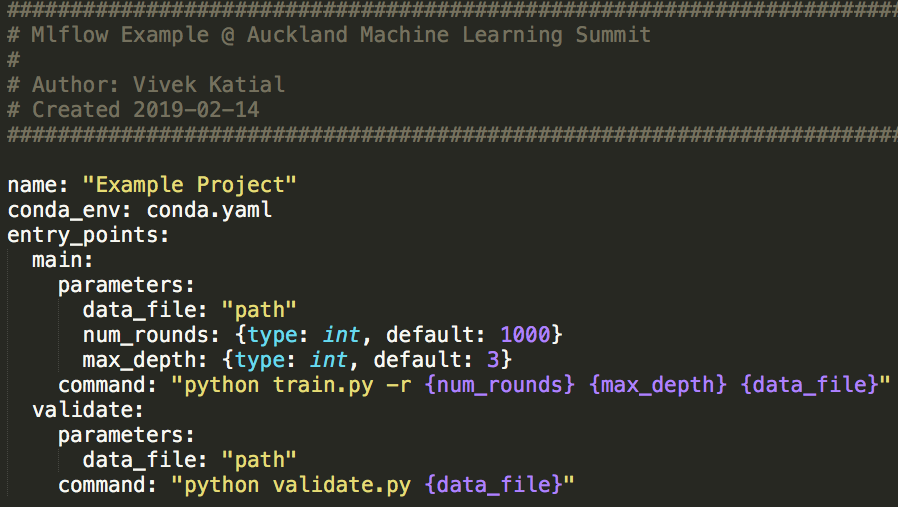 ########################################################################
# Mlflow Example @ Auckland Machine Learning Summit
#
# Author: Vivek Katial
# Created 2019-02-14
########################################################################
name: "Example Project"
conda_env: conda.yaml
entry_points:
  main:
    parameters:
      data_file: "path"
      num_rounds: {type: int, default: 1000}
      max_depth: {type: int, default: 3}
    command: "python train.py -r {num_rounds} {max_depth} {data_file}"
  validate:
    parameters:
      data_file: "path"
    command: "python validate.py {data_file}"